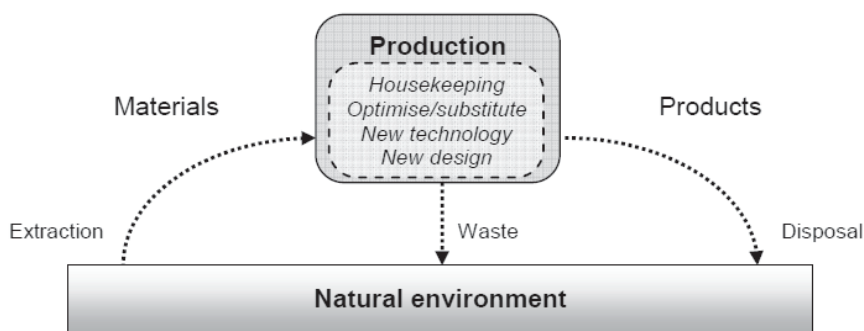 Production
Housekeeping
Optimise/substitute
New technology
New design
Materials
Products
Extraction
Waste
Disposal
Natural environment